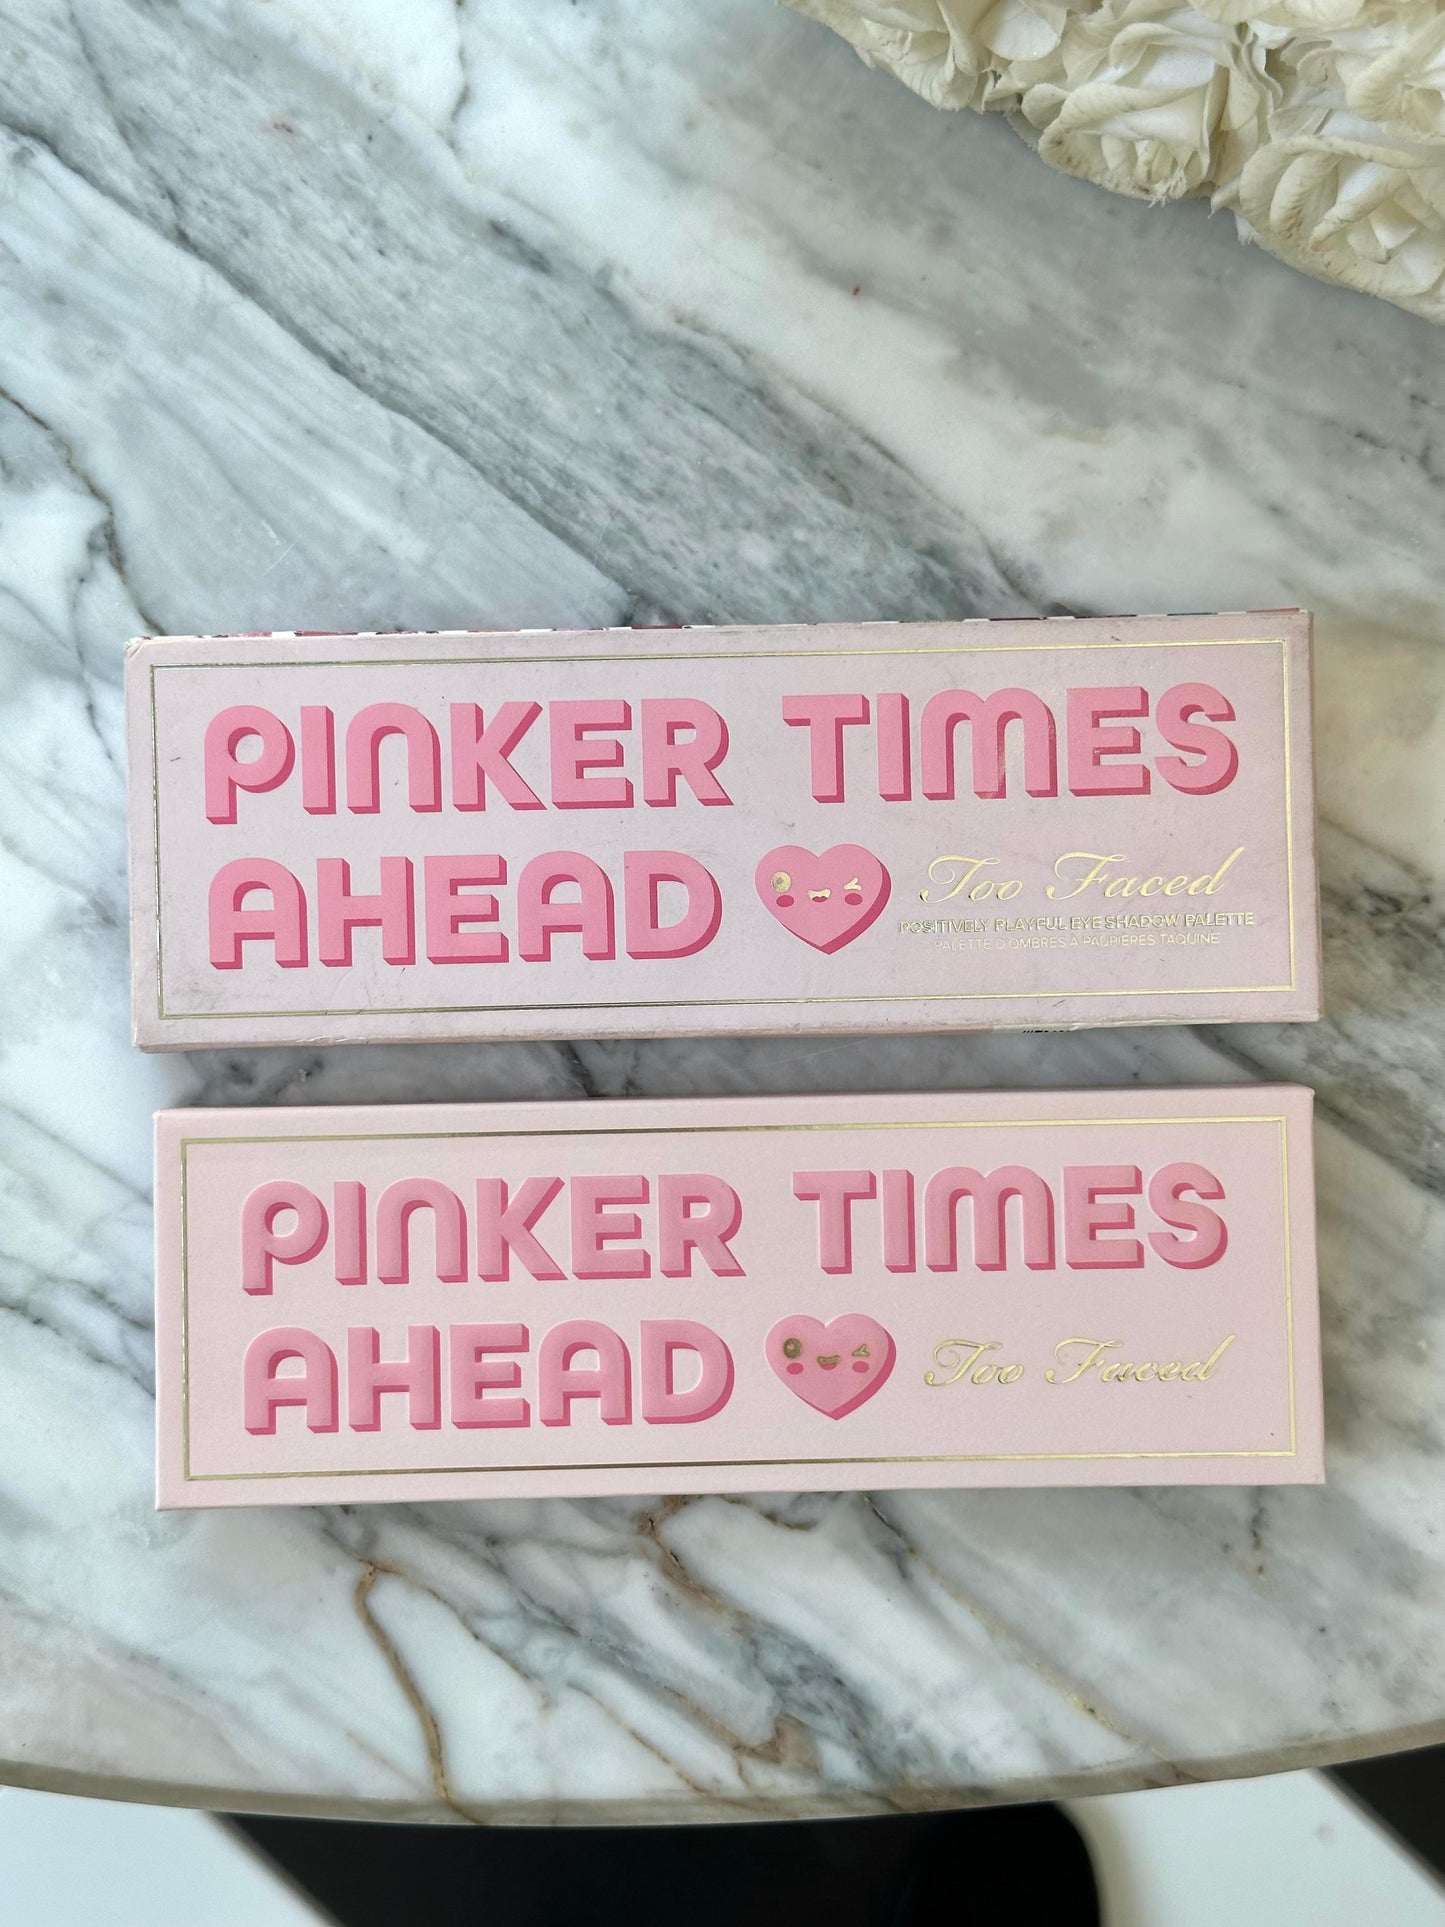 PINKER TIMES
AHEAD
Too Faced
POSITIVELY PLAYFUL EYE SHADOW PALETTE
PALETTE D'OMBRES À PAUPIÈRES TAQUINE
PINKER TIMES
AHEAD
Too Faced